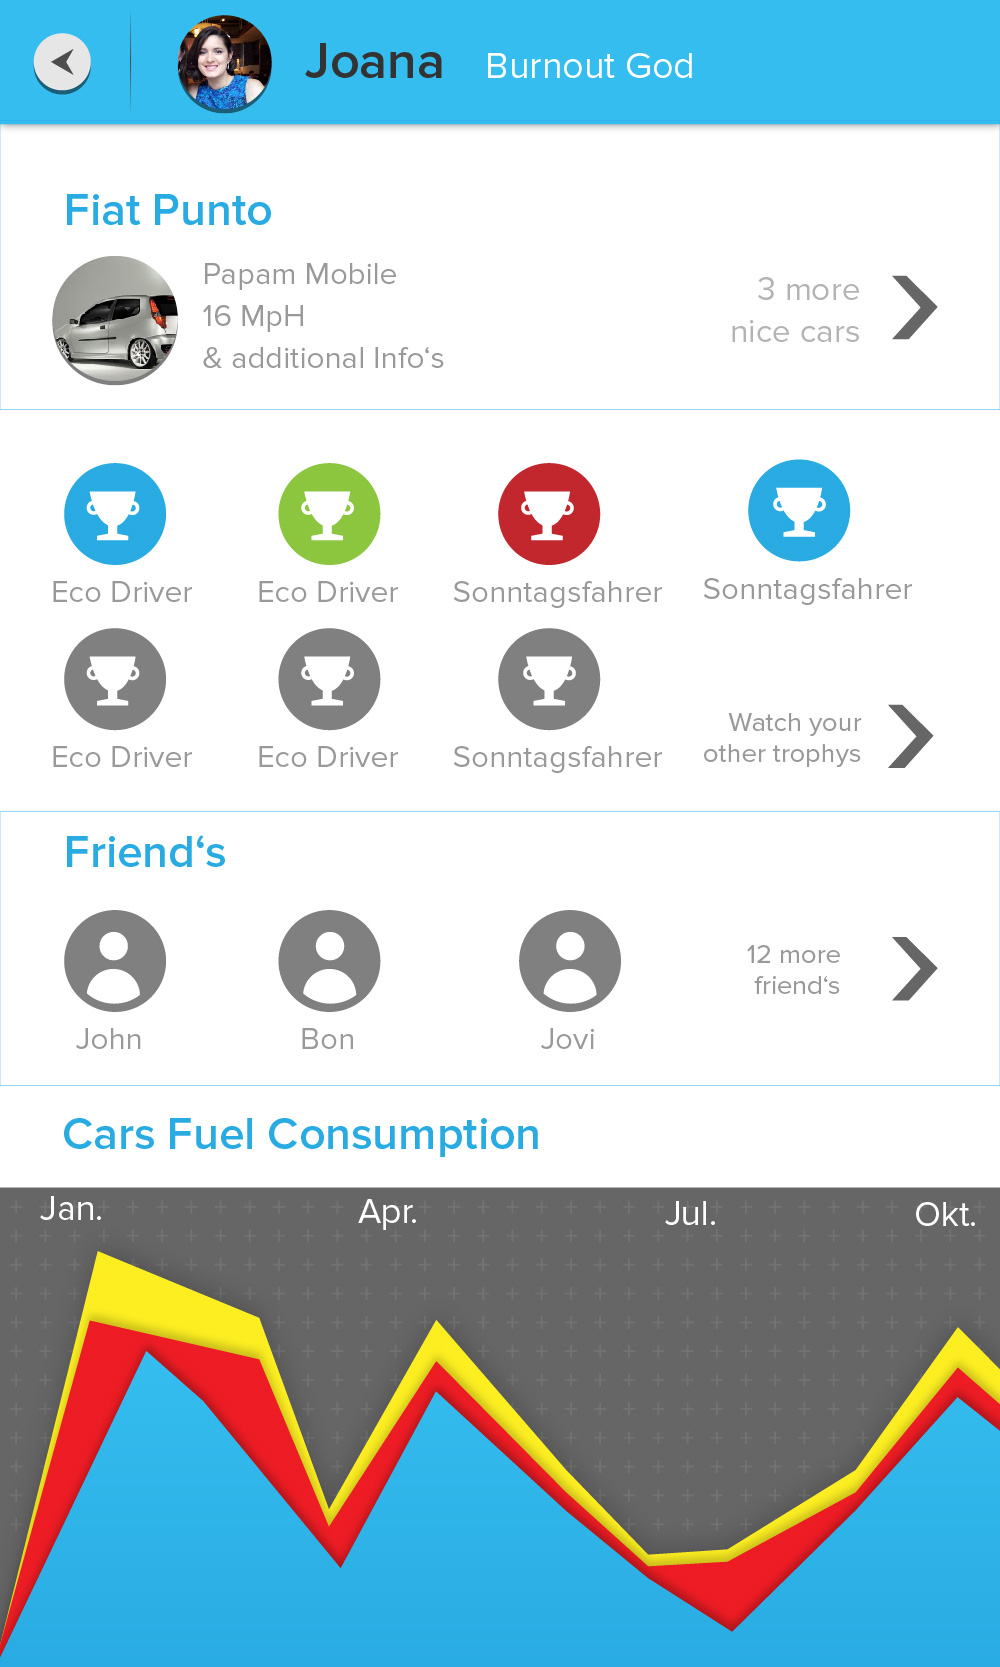 Joana Burnout God
Fiat Punto
Papam Mobile
16 MpH
& additional Info‘s
3 more
nice cars
Eco Driver
Eco Driver
Sonntagsfahrer
Sonntagsfahrer
Eco Driver
Eco Driver
Sonntagsfahrer
Watch your
other trophys
Friend‘s
John
Bon
Jovi
12 more
friend‘s
Cars Fuel Consumption
Jan.
Apr.
Jul.
Okt.